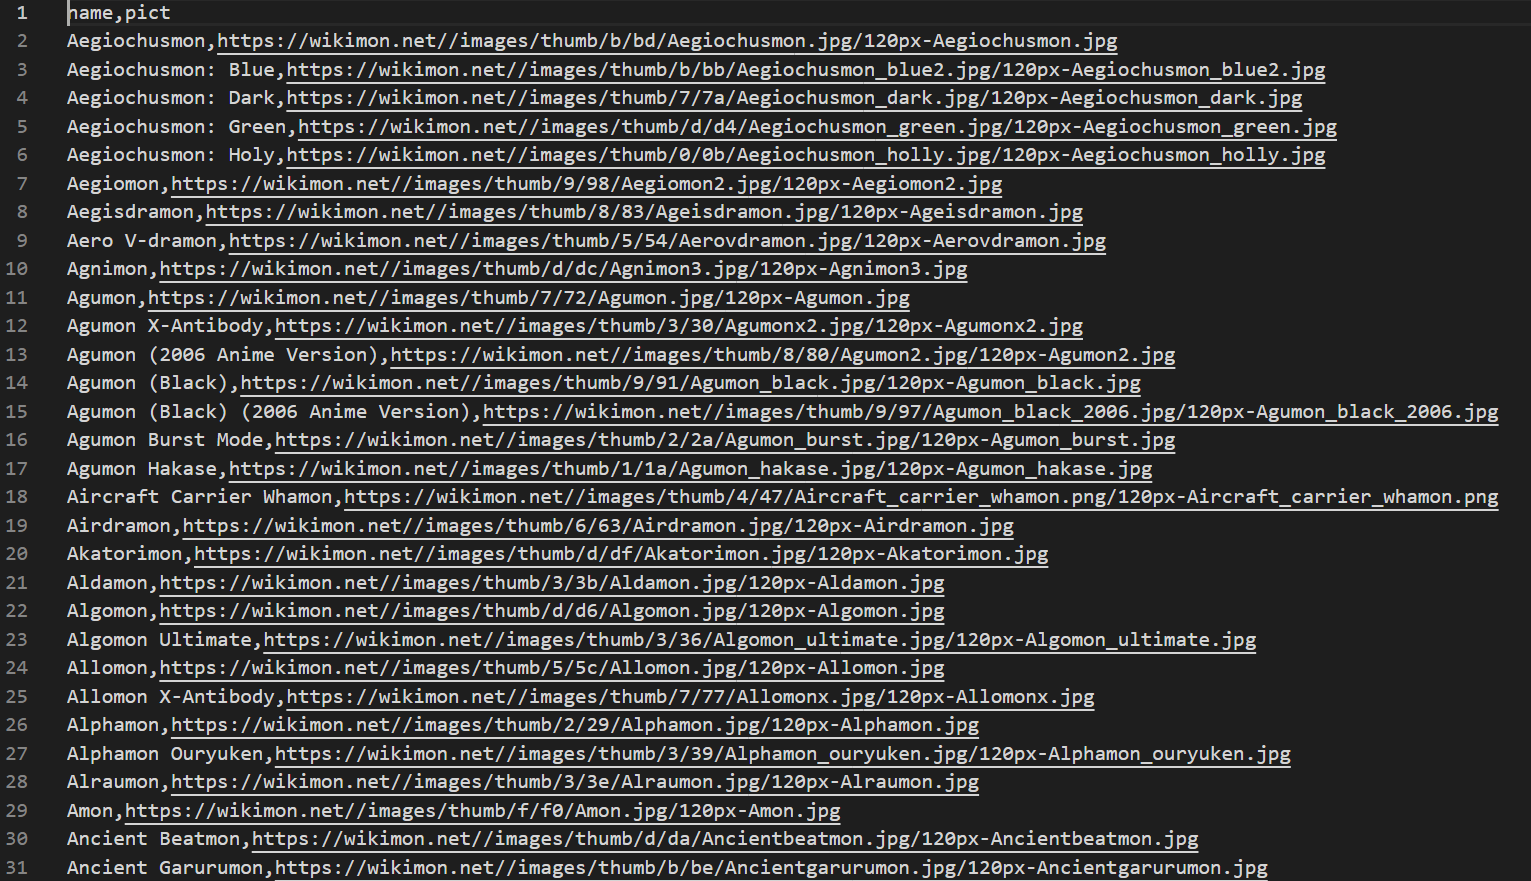 1 name,pict
2 Aegiochusmon,https://wikimon.net//images/thumb/b/bd/Aegiochusmon.jpg/120px-Aegiochusmon.jpg
3 Aegiochusmon: Blue,https://wikimon.net//images/thumb/b/bb/Aegiochusmon_blue2.jpg/120px-Aegiochusmon_blue2.jpg
4 Aegiochusmon: Dark,https://wikimon.net//images/thumb/7/7a/Aegiochusmon_dark.jpg/120px-Aegiochusmon_dark.jpg
5 Aegiochusmon: Green,https://wikimon.net//images/thumb/d/d4/Aegiochusmon_green.jpg/120px-Aegiochusmon_green.jpg
6 Aegiochusmon: Holy,https://wikimon.net//images/thumb/0/0b/Aegiochusmon_holly.jpg/120px-Aegiochusmon_holly.jpg
7 Aegiomon,https://wikimon.net//images/thumb/9/98/Aegiomon2.jpg/120px-Aegiomon2.jpg
8 Aegisdramon,https://wikimon.net//images/thumb/8/83/Ageisdramon.jpg/120px-Ageisdramon.jpg
9 Aero V-dramon,https://wikimon.net//images/thumb/5/54/Aerovdramon.jpg/120px-Aerovdramon.jpg
10 Agnimon,https://wikimon.net//images/thumb/d/dc/Agnimon3.jpg/120px-Agnimon3.jpg
11 Agumon,https://wikimon.net//images/thumb/7/72/Agumon.jpg/120px-Agumon.jpg
12 Agumon X-Antibody,https://wikimon.net//images/thumb/3/30/Agumonx2.jpg/120px-Agumonx2.jpg
13 Agumon (2006 Anime Version),https://wikimon.net//images/thumb/8/80/Agumon2.jpg/120px-Agumon2.jpg
14 Agumon (Black),https://wikimon.net//images/thumb/9/91/Agumon_black.jpg/120px-Agumon_black.jpg
15 Agumon (Black) (2006 Anime Version),https://wikimon.net//images/thumb/9/97/Agumon_black_2006.jpg/120px-Agumon_black_2006.jpg
16 Agumon Burst Mode,https://wikimon.net//images/thumb/2/2a/Agumon_burst.jpg/120px-Agumon_burst.jpg
17 Agumon Hakase,https://wikimon.net//images/thumb/1/1a/Agumon_hakase.jpg/120px-Agumon_hakase.jpg
18 Aircraft Carrier Whamon,https://wikimon.net//images/thumb/4/47/Aircraft_carrier_whamon.png/120px-Aircraft_carrier_whamon.png
19 Airdramon,https://wikimon.net//images/thumb/6/63/Airdramon.jpg/120px-Airdramon.jpg
20 Akatorimon,https://wikimon.net//images/thumb/d/df/Akatorimon.jpg/120px-Akatorimon.jpg
21 Aldamon,https://wikimon.net//images/thumb/3/3b/Aldamon.jpg/120px-Aldamon.jpg
22 Algomon,https://wikimon.net//images/thumb/d/d6/Algomon.jpg/120px-Algomon.jpg
23 Algomon Ultimate,https://wikimon.net//images/thumb/3/36/Algomon_ultimate.jpg/120px-Algomon_ultimate.jpg
24 Allomon,https://wikimon.net//images/thumb/5/5c/Allomon.jpg/120px-Allomon.jpg
25 Allomon X-Antibody,https://wikimon.net//images/thumb/7/77/Allomonx.jpg/120px-Allomonx.jpg
26 Alphamon,https://wikimon.net//images/thumb/2/29/Alphamon.jpg/120px-Alphamon.jpg
27 Alphamon Ouryuken,https://wikimon.net//images/thumb/3/39/Alphamon_ouryuken.jpg/120px-Alphamon_ouryuken.jpg
28 Alraumon,https://wikimon.net//images/thumb/3/3e/Alraumon.jpg/120px-Alraumon.jpg
29 Amon,https://wikimon.net//images/thumb/f/f0/Amon.jpg/120px-Amon.jpg
30 Ancient Beatmon,https://wikimon.net//images/thumb/d/da/Ancientbeatmon.jpg/120px-Ancientbeatmon.jpg
31 Ancient Garurumon,https://wikimon.net//images/thumb/b/be/Ancientgarurumon.jpg/120px-Ancientgarurumon.jpg